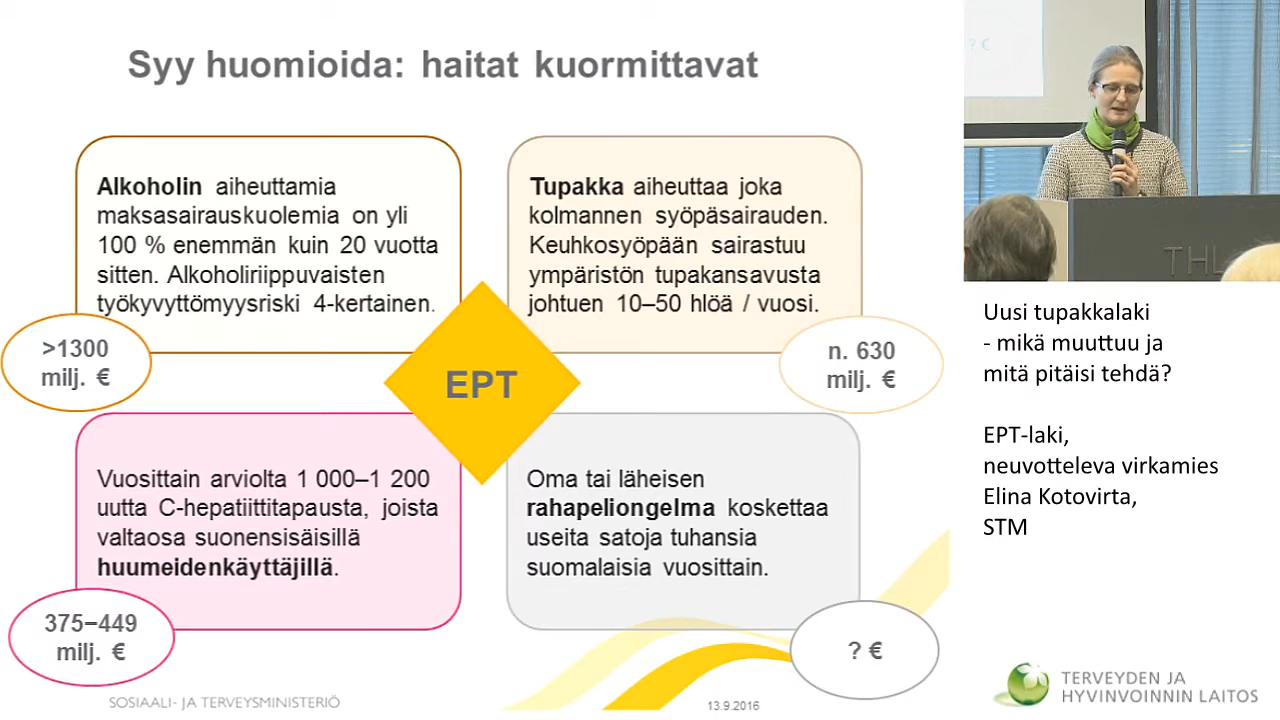 Syy huomioida: haitat kuormittavat
Alkoholin aiheuttamia
maksasairauskuolemia on yli
100 % enemmän kuin 20 vuotta
sitten. Alkoholiriippuvaisten
työkyvyttömyysriski 4-kertainen.
>1300
milj. €
Tupakka aiheuttaa joka
kolmannen syöpäsairauden.
Keuhkosyöpään sairastuu
ympäristön tupakansavusta
johtuen 10–50 hlöä / vuosi.
n. 630
milj. €
EPT
Vuosittain arviolta 1 000–1 200
uutta C-hepatiittitapausta, joista
valtaosa suonensisäisillä
huumeidenkäyttäjillä.
375–449
milj. €
Oma tai läheisen
rahapeliongelma koskettaa
useita satoja tuhansia
suomalaisia vuosittain.
? €
SOSIAALI- JA TERVEYSMINISTERIÖ
13.9.2016
? €
THL
Uusi tupakkalaki
- mikä muuttuu ja
mitä pitäisi tehdä?
EPT-laki,
neuvotteleva virkamies
Elina Kotovirta,
STM
TERVEYDEN JA
HYVINVOINNIN LAITOS